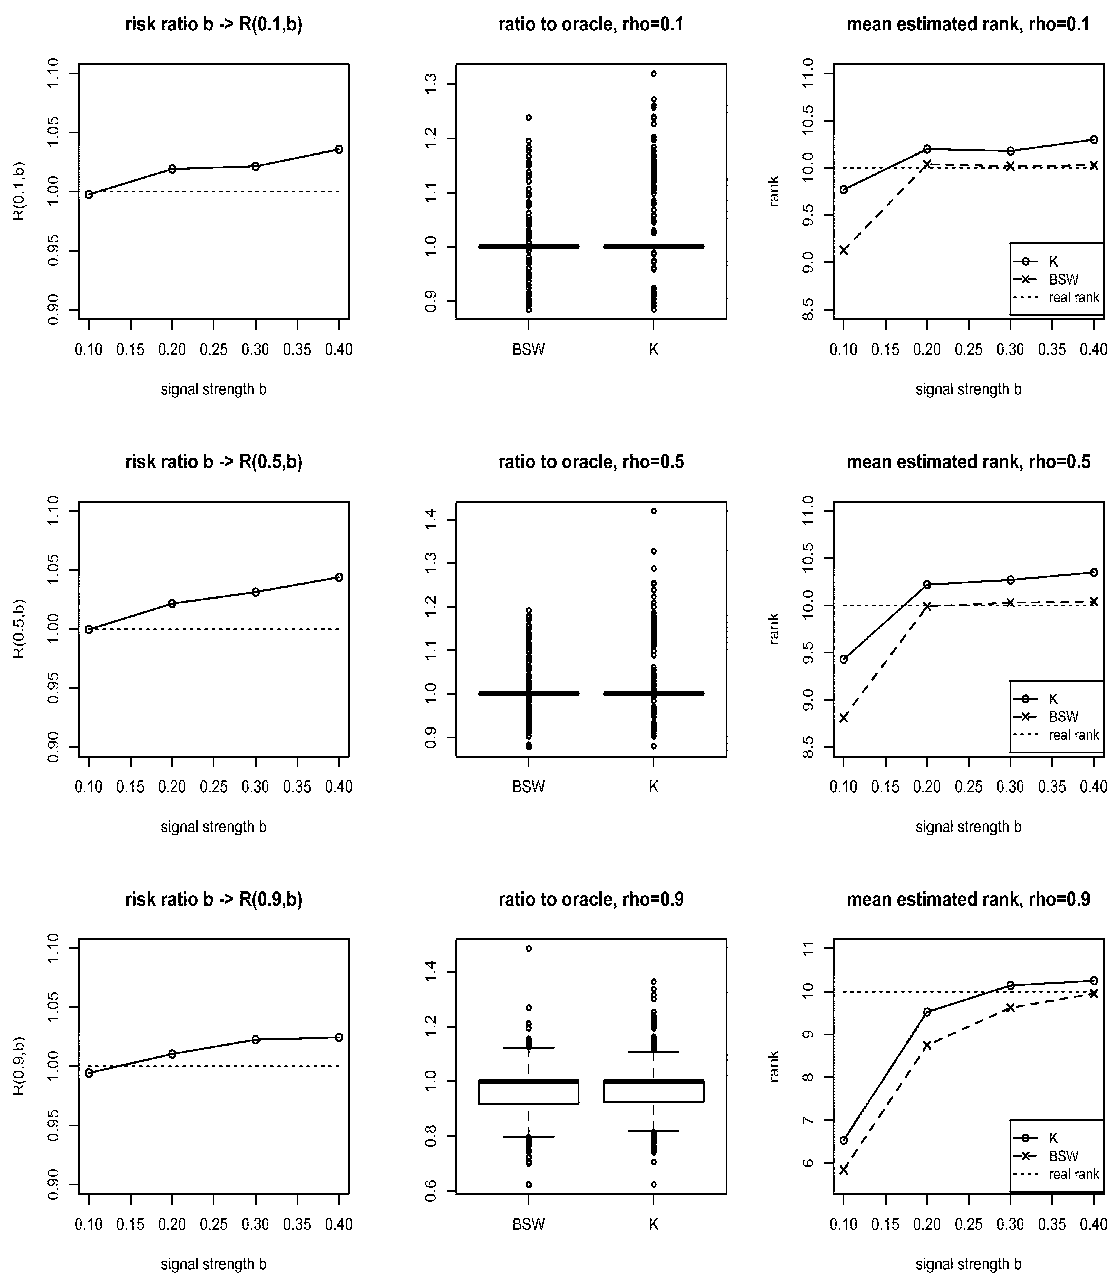 risk ratio b -> R(0.1,b)
R(0.1,b)
1.10
1.05
1.00
0.95
0.90
0.10 0.15 0.20 0.25 0.30 0.35 0.40
signal strength b
ratio to oracle, rho=0.1
1.3
1.2
1.1
1.0
0.9
BSW K
mean estimated rank, rho=0.1
rank
11.0
10.5
10.0
9.5
9.0
8.5
K
BSW
real rank
0.10 0.15 0.20 0.25 0.30 0.35 0.40
signal strength b
risk ratio b -> R(0.5,b)
R(0.5,b)
1.10
1.05
1.00
0.95
0.90
0.10 0.15 0.20 0.25 0.30 0.35 0.40
signal strength b
ratio to oracle, rho=0.5
1.4
1.3
1.2
1.1
1.0
0.9
BSW K
mean estimated rank, rho=0.5
rank
11.0
10.5
10.0
9.5
9.0
8.5
K
BSW
real rank
0.10 0.15 0.20 0.25 0.30 0.35 0.40
signal strength b
risk ratio b -> R(0.9,b)
R(0.9,b)
1.10
1.05
1.00
0.95
0.90
0.10 0.15 0.20 0.25 0.30 0.35 0.40
signal strength b
ratio to oracle, rho=0.9
1.4
1.2
1.0
0.8
0.6
BSW K
mean estimated rank, rho=0.9
rank
11
10
9
8
7
6
K
BSW
real rank
0.10 0.15 0.20 0.25 0.30 0.35 0.40
signal strength b